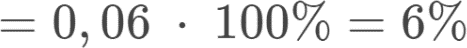 = 0,06 · 100% = 6%